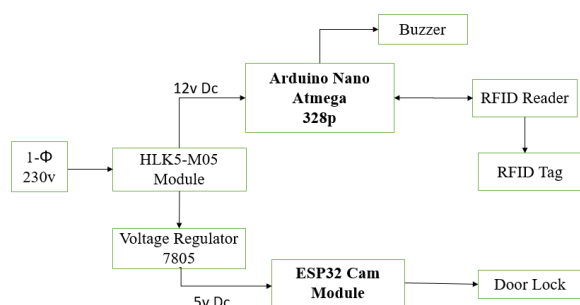 Buzzer
12v Dc
Arduino Nano
Atmega
328p
RFID Reader
1-Φ
230v
HLK5-M05
Module
RFID Tag
Voltage Regulator
7805
5v Dc
ESP32 Cam
Module
Door Lock